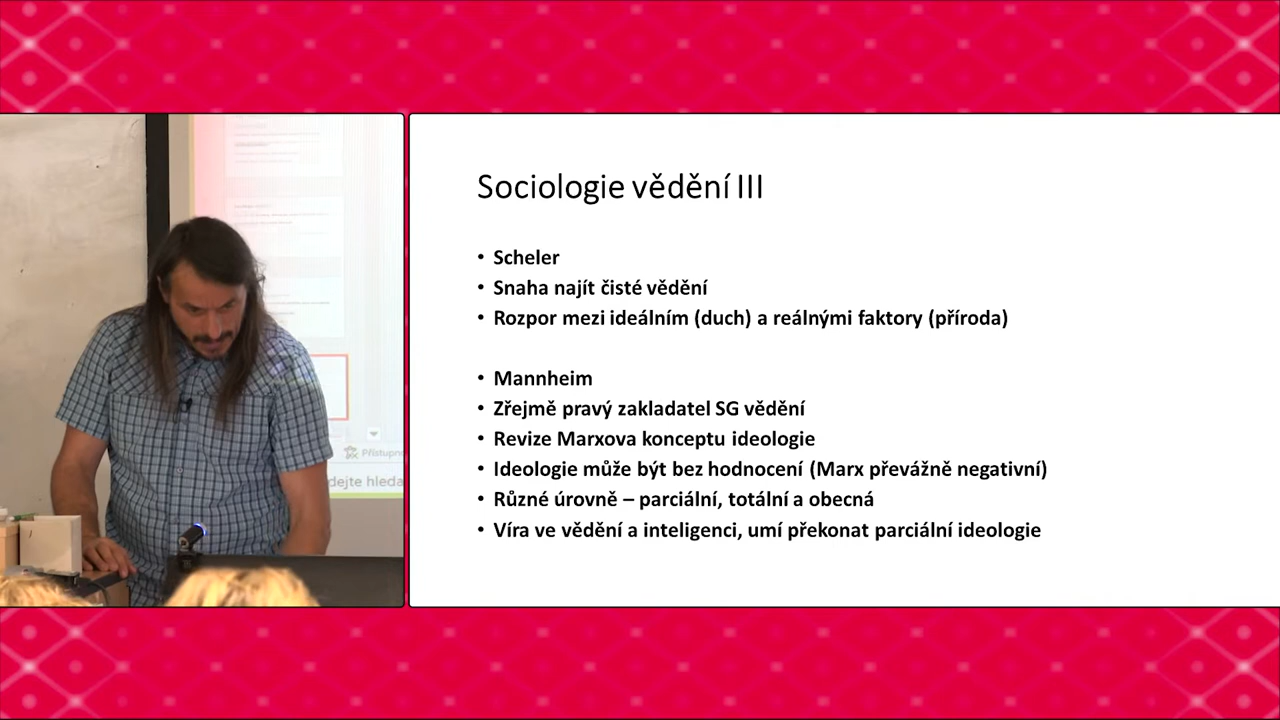 Sociologie vědění III
• Scheler
• Snaha najít čisté vědění
• Rozpor mezi ideálním (duch) a reálnými faktory (příroda)
• Mannheim
• Zřejmě pravý zakladatel SG vědění
• Revize Marxova konceptu ideologie
• Ideologie může být bez hodnocení (Marx převážně negativní)
• Různé úrovně – parciální, totální a obecná
• Víra ve vědění a inteligenci, umí překonat parciální ideologie